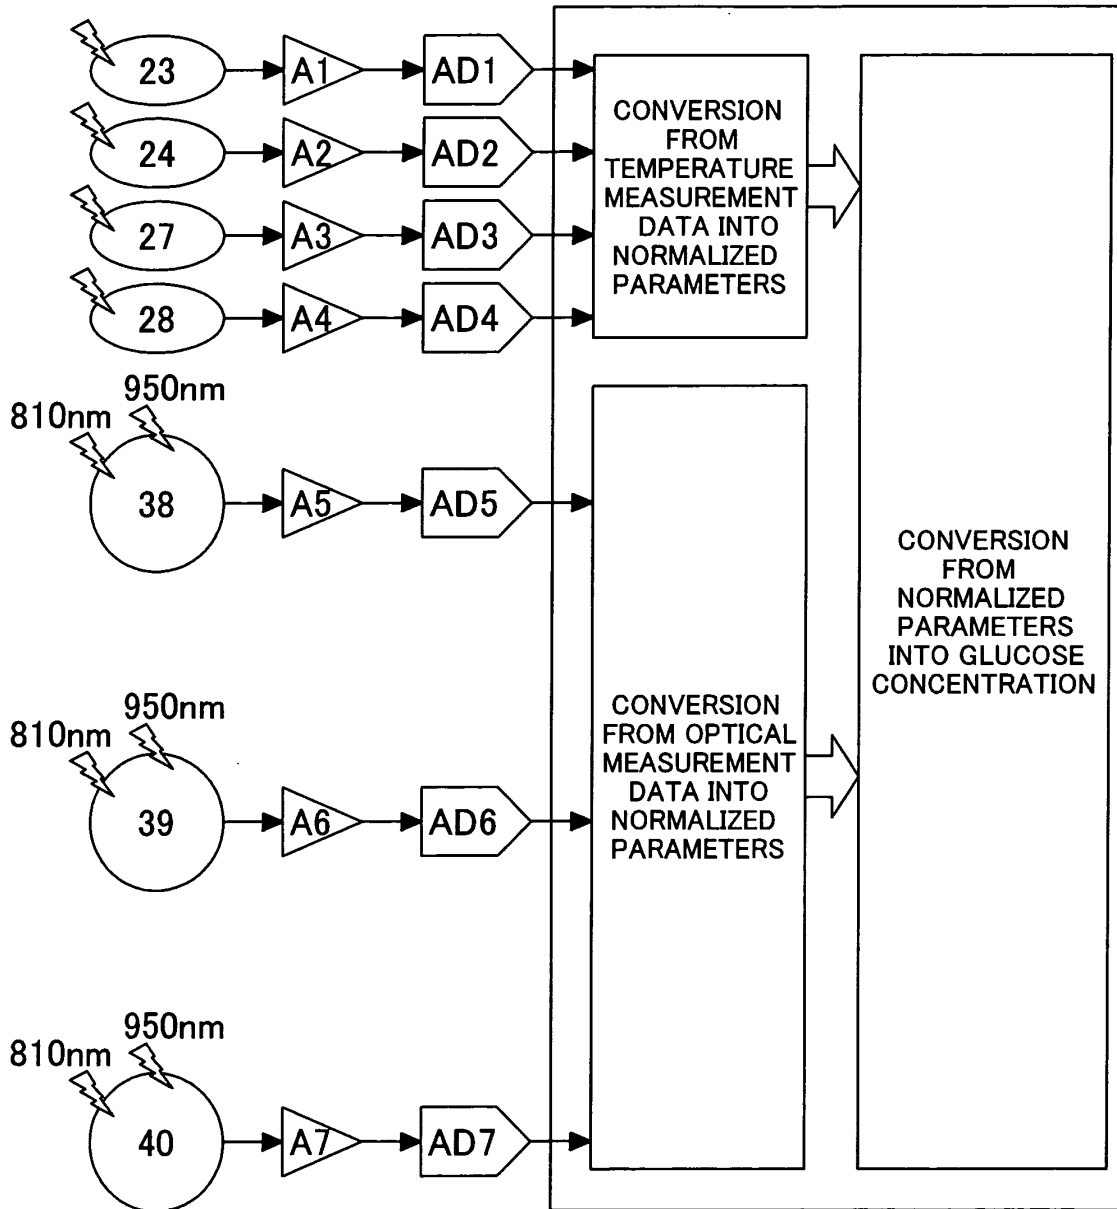 23
A1
AD1
24
A2
AD2
27
A3
AD3
28
A4
AD4
CONVERSION
FROM
TEMPERATURE
MEASUREMENT
DATA INTO
NORMALIZED
PARAMETERS
950nm
810nm
38
A5
AD5
950nm
810nm
39
A6
AD6
950nm
810nm
40
A7
AD7
CONVERSION
FROM OPTICAL
MEASUREMENT
DATA INTO
NORMALIZED
PARAMETERS
CONVERSION
FROM
NORMALIZED
PARAMETERS
INTO GLUCOSE
CONCENTRATION